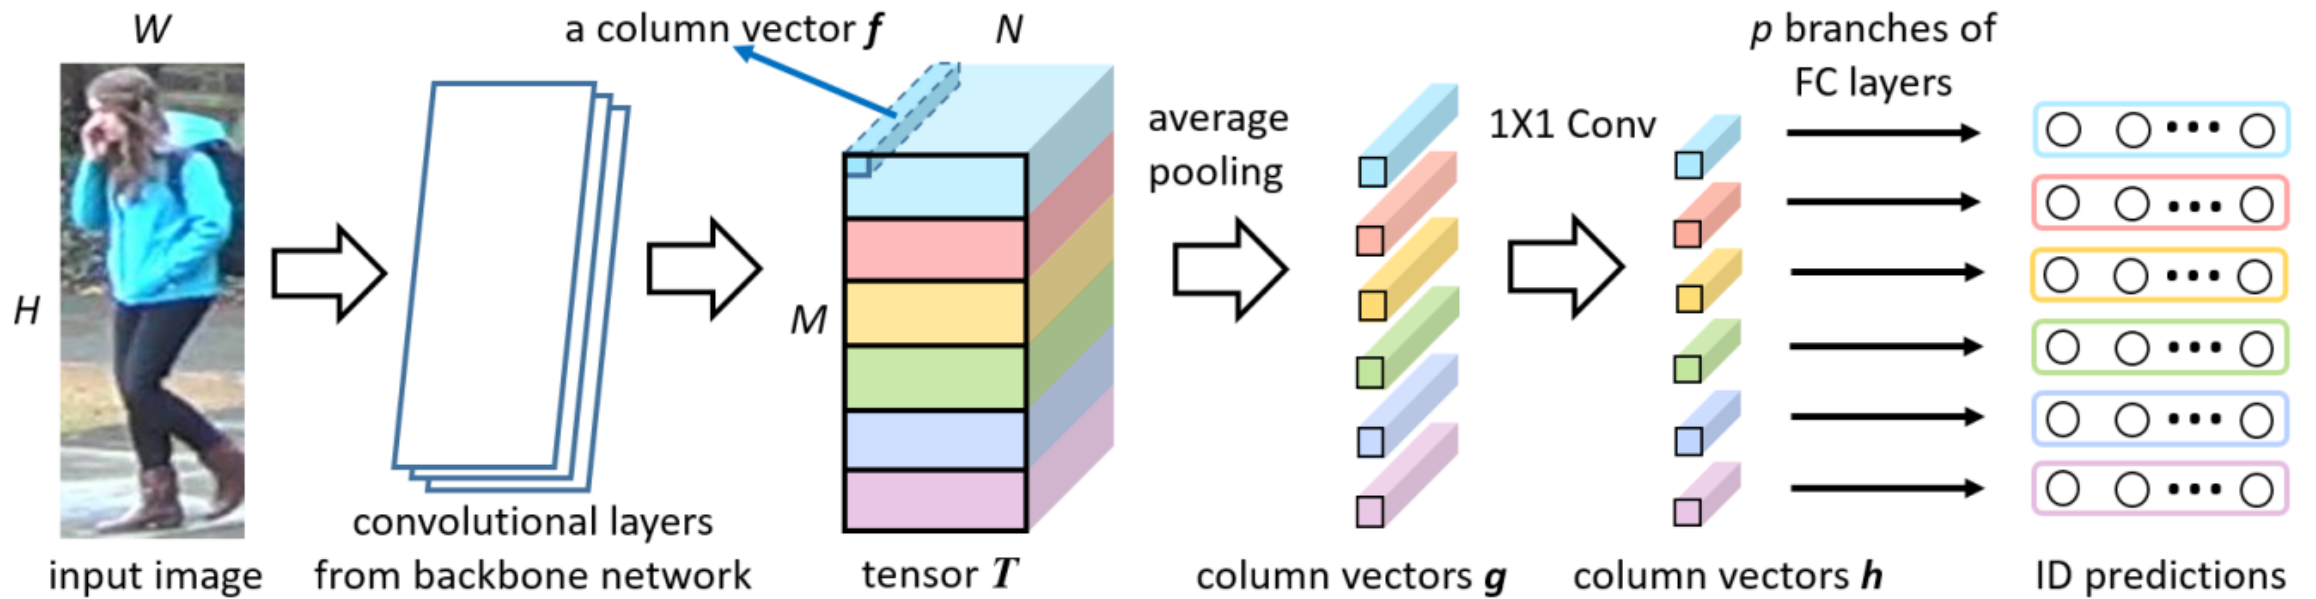 W
a column vector f
N
p branches of
FC layers
average
pooling
1X1 Conv
H
M
convolutional layers
from backbone network
input image
tensor T
column vectors g
column vectors h
ID predictions